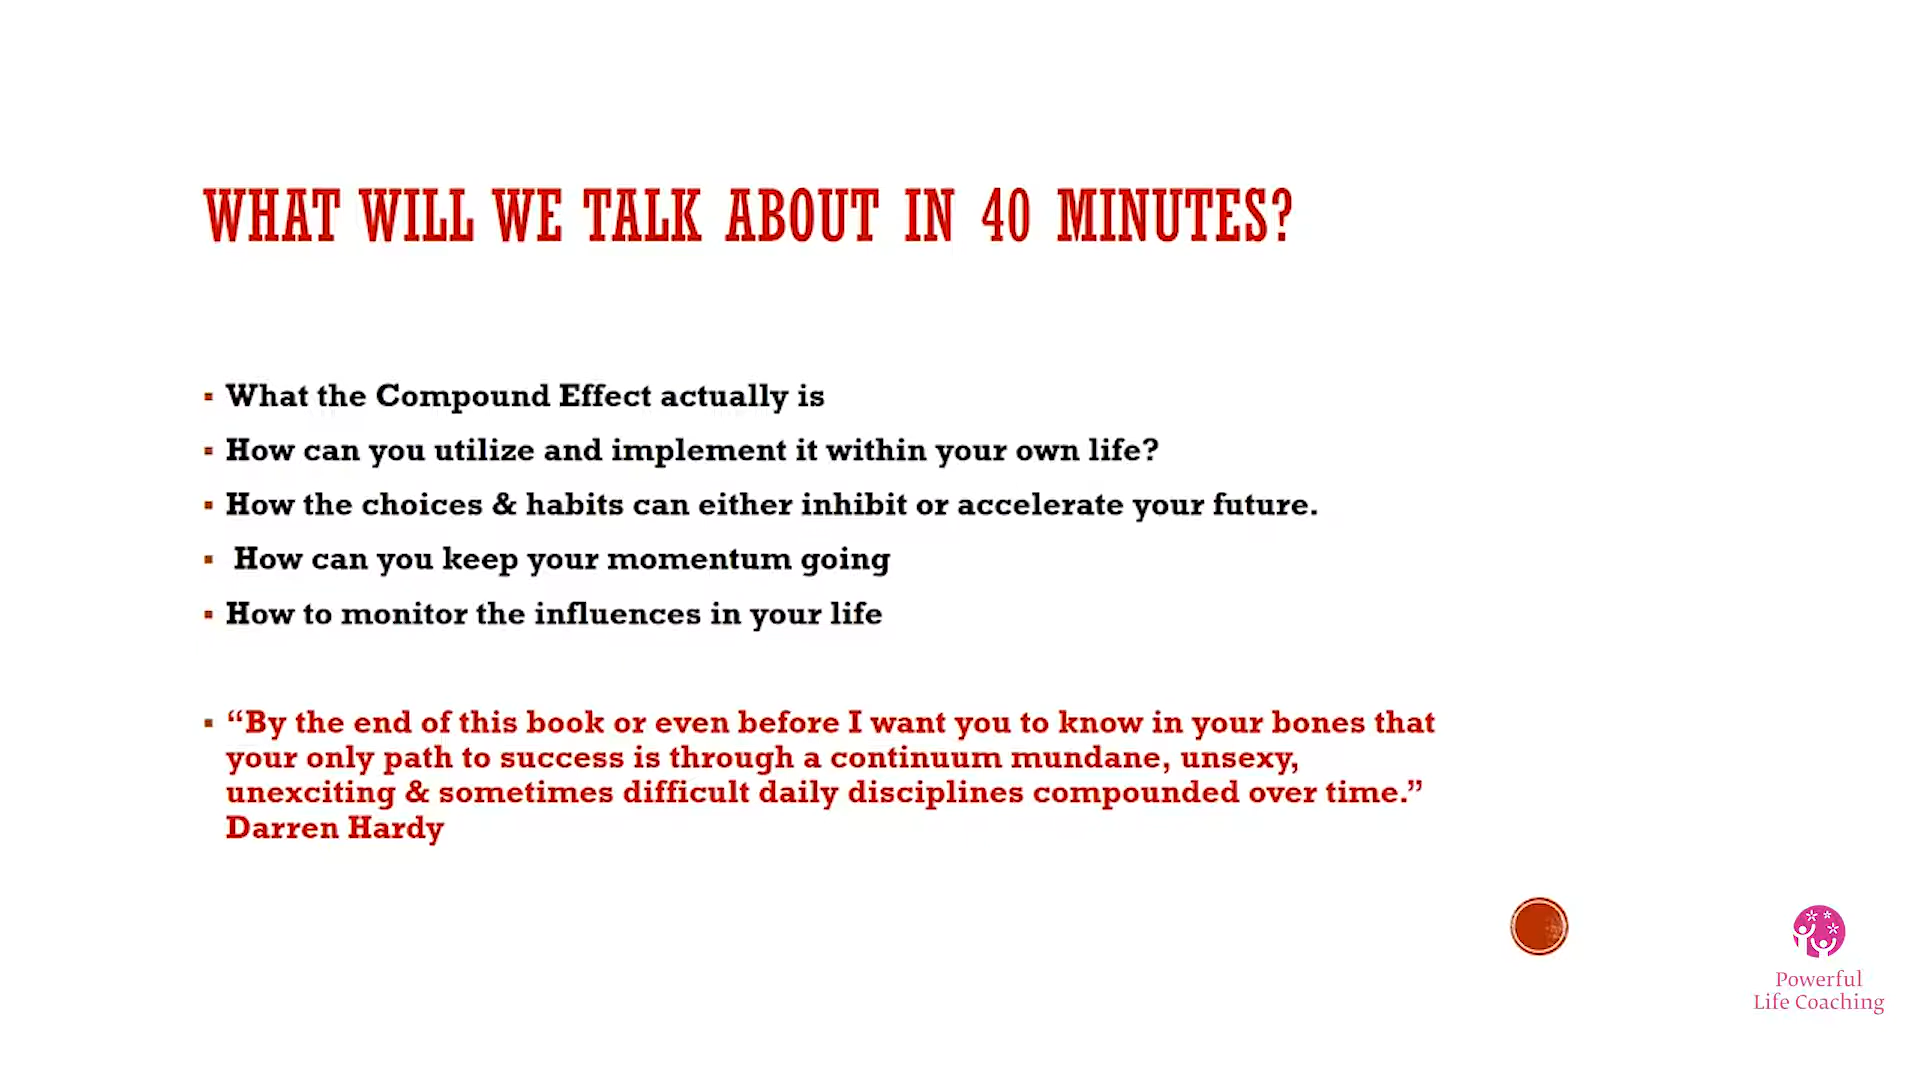 WHAT WILL WE TALK ABOUT IN 40 MINUTES?
▪ What the Compound Effect actually is
▪ How can you utilize and implement it within your own life?
▪ How the choices & habits can either inhibit or accelerate your future.
▪ How can you keep your momentum going
▪ How to monitor the influences in your life
▪ “By the end of this book or even before I want you to know in your bones that
your only path to success is through a continuum mundane, unsexy,
unexciting & sometimes difficult daily disciplines compounded over time.”
Darren Hardy
Powerful
Life Coaching